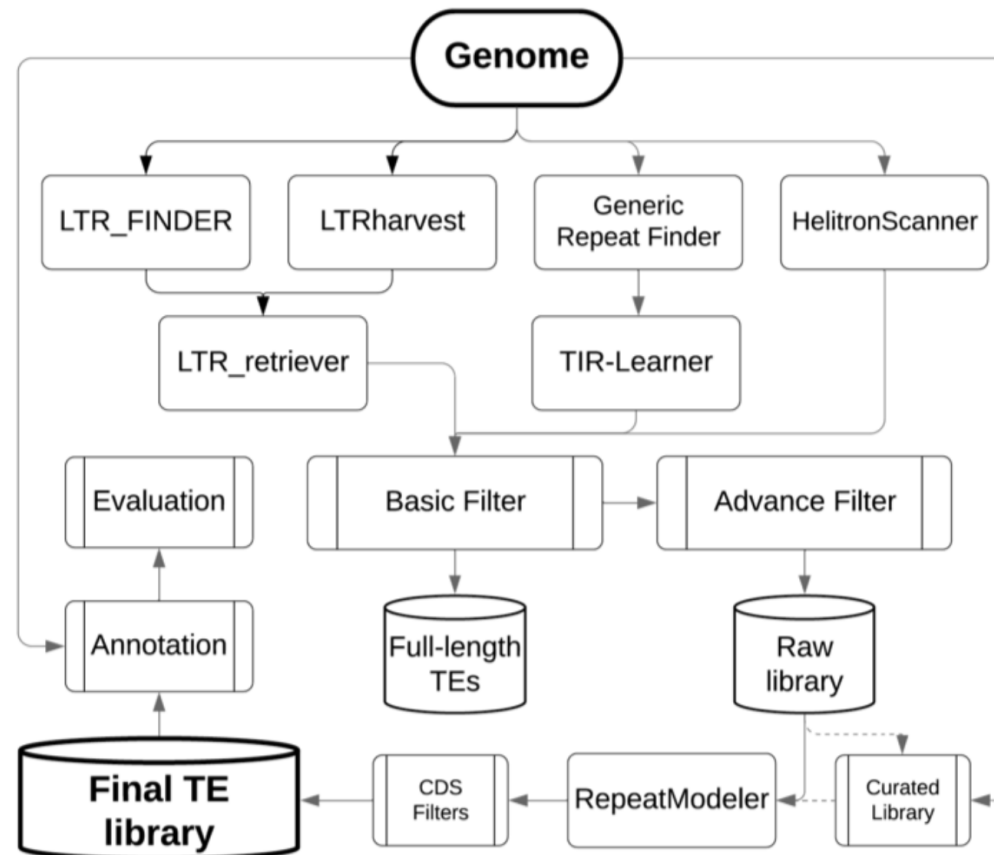 Genome
LTR_FINDER
LTRharvest
Generic
Repeat Finder
HelitronScanner
LTR_retriever
TIR-Learner
Evaluation
Basic Filter
Advance Filter
Annotation
Full-length
TEs
Raw
library
Final TE
library
CDS
Filters
RepeatModeler
Curated
Library